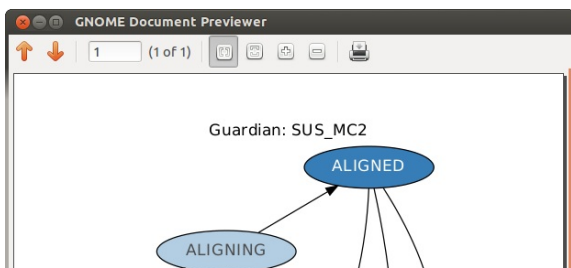 GNOME Document Previewer
1 (1 of 1)
Guardian: SUS_MC2
ALIGNED
ALIGNING